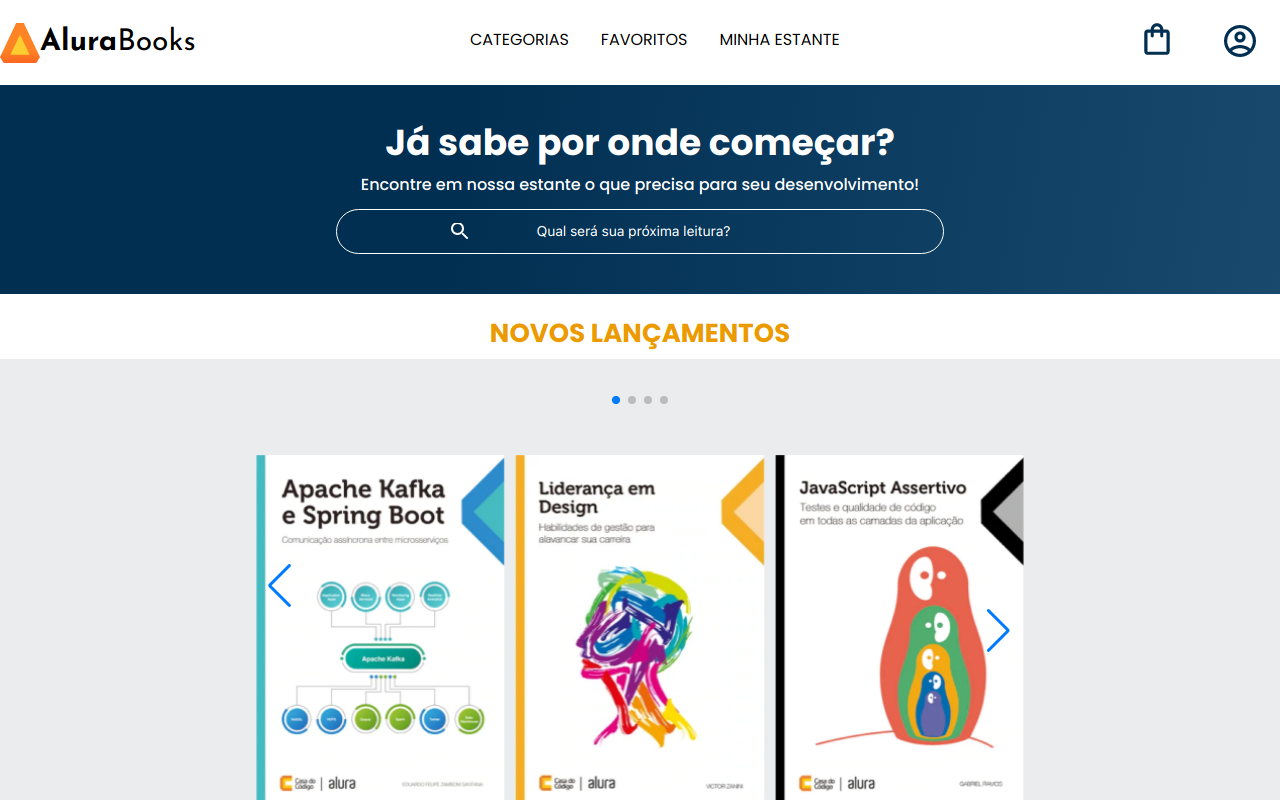 AluraBooks
CATEGORIAS FAVORITOS MINHA ESTANTE
Já sabe por onde começar?
Encontre em nossa estante o que precisa para seu desenvolvimento!
Qual será sua próxima leitura?
NOVOS LANÇAMENTOS
Apache Kafka
e Spring Boot
Comunicação assíncrona entre microsserviços
Apache Kafka
Casa do
Código
alura
EDUARDO FELIPE ZAMBOM SANTANA
Liderança em
Design
Habilidades de gestão para
alavancar sua carreira
Casa do
Código
alura
VICTOR ZANINI
JavaScript Assertivo
Testes e qualidade de código
em todas as camadas da aplicação
Casa do
Código
alura
GABRIEL RAMOS